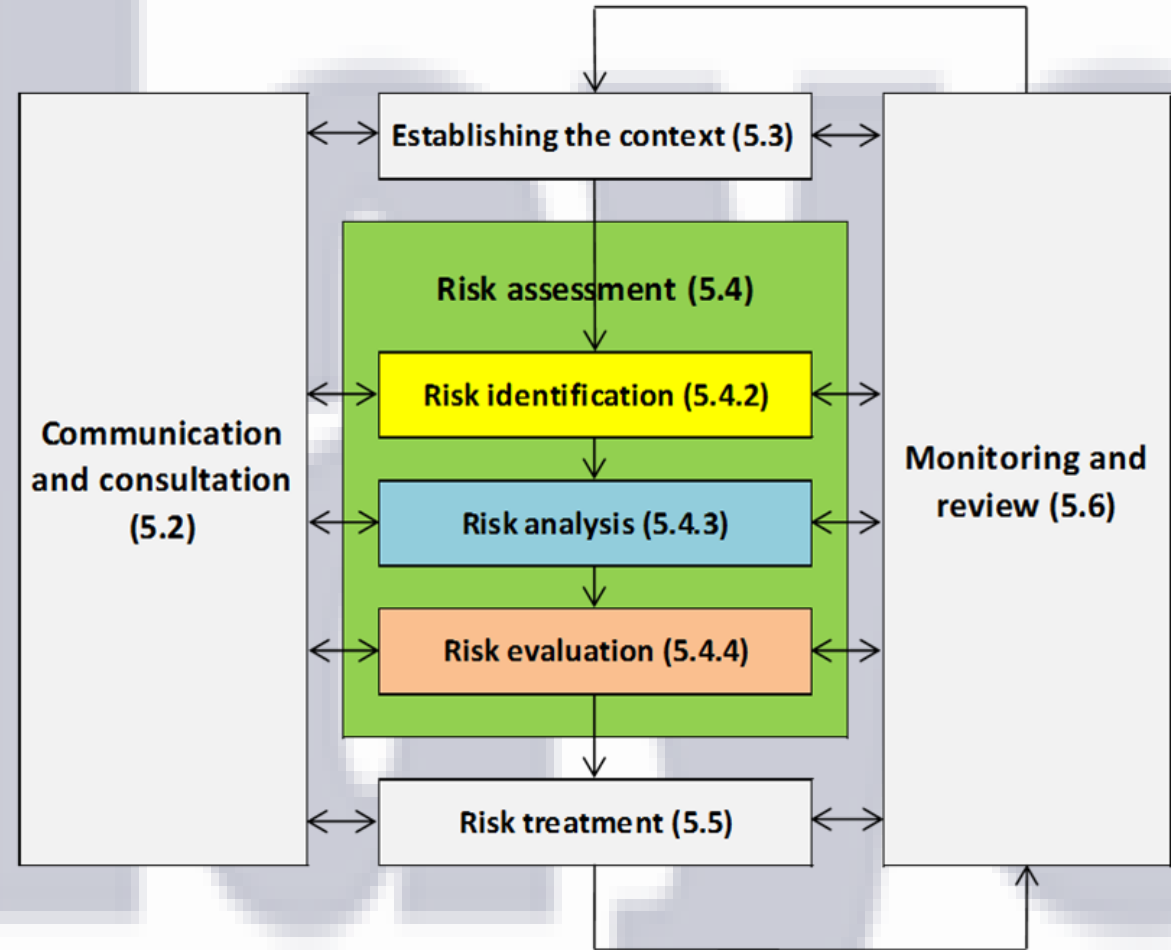 Establishing the context (5.3)
Risk assessment (5.4)
Risk identification (5.4.2)
Communication
and consultation
(5.2)
Monitoring and
review (5.6)
Risk analysis (5.4.3)
Risk evaluation (5.4.4)
Risk treatment (5.5)